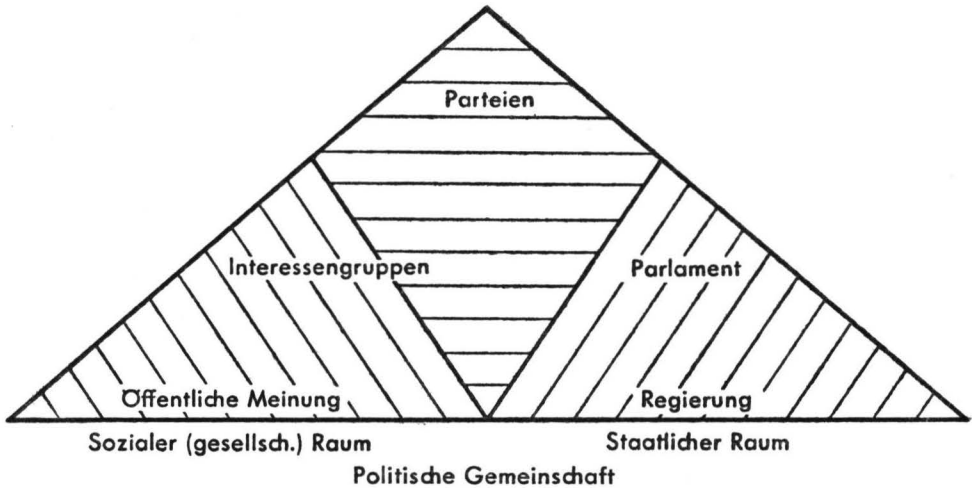 Parteien
Interessengruppen
Parlament
Öffentliche Meinung
Regierung
Sozialer (gesellsch.) Raum
Staatlicher Raum
Politische Gemeinschaft